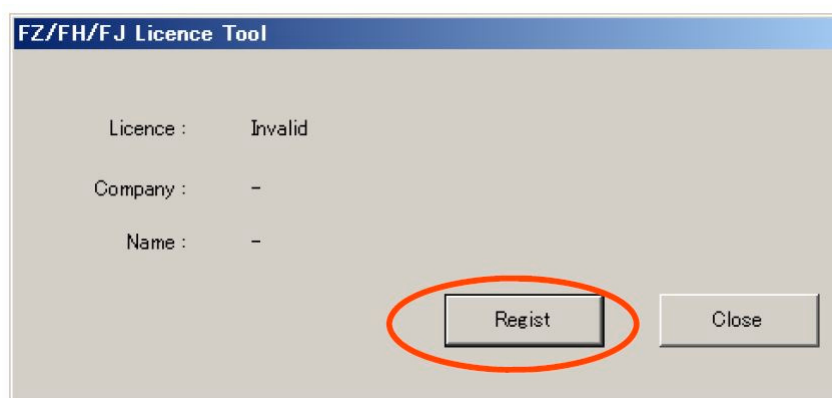 FZ/FH/FJ Licence Tool
Licence : Invalid
Company : -
Name : -
Regist Close